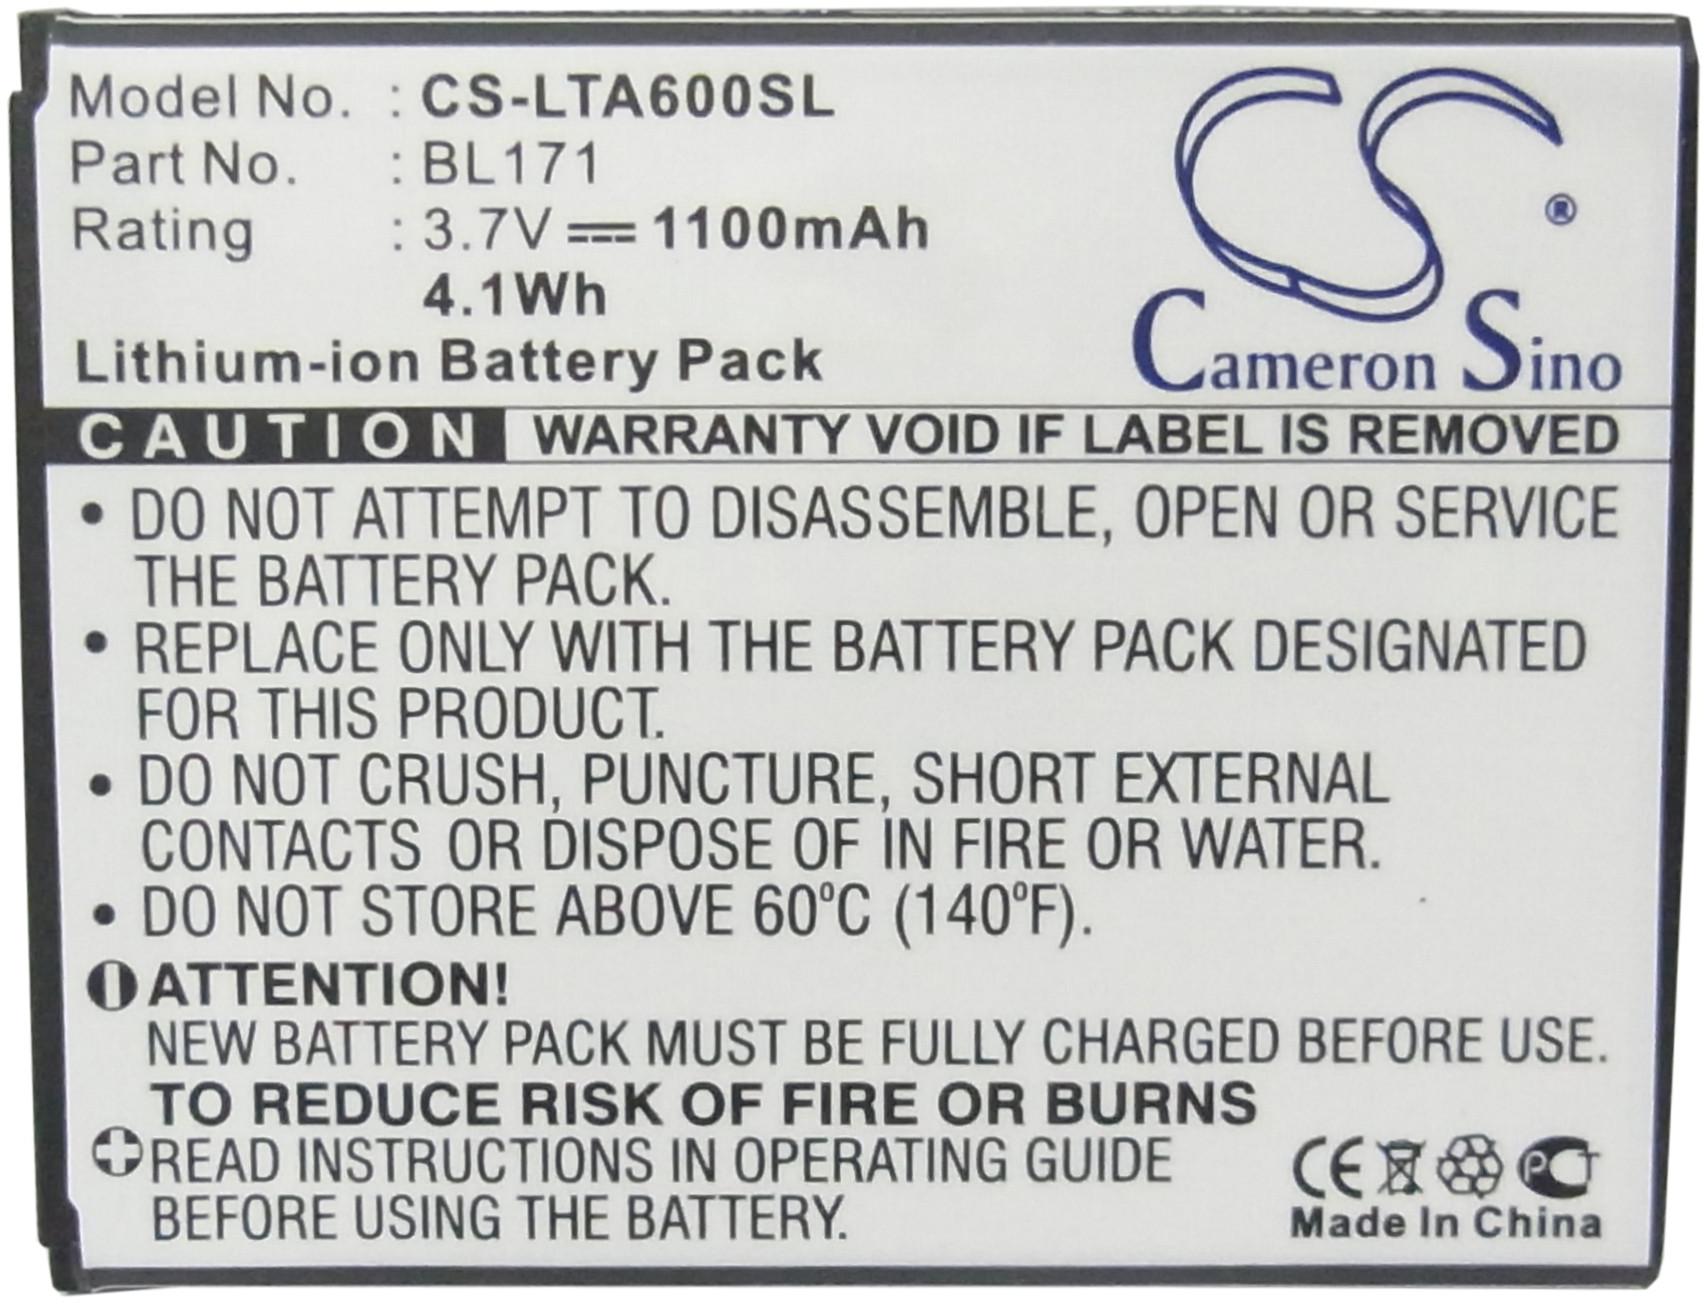 Model No. : CS-LTA600SL
Part No. : BL171
Rating : 3.7V 1100mAh
4.1Wh
Lithium-ion Battery Pack
CS ®
Cameron Sino
CAUTION WARRANTY VOID IF LABEL IS REMOVED
• DO NOT ATTEMPT TO DISASSEMBLE, OPEN OR SERVICE
THE BATTERY PACK.
• REPLACE ONLY WITH THE BATTERY PACK DESIGNATED
FOR THIS PRODUCT.
• DO NOT CRUSH, PUNCTURE, SHORT EXTERNAL
CONTACTS OR DISPOSE OF IN FIRE OR WATER.
• DO NOT STORE ABOVE 60°C (140°F).
ATTENTION!
NEW BATTERY PACK MUST BE FULLY CHARGED BEFORE USE.
TO REDUCE RISK OF FIRE OR BURNS
READ INSTRUCTIONS IN OPERATING GUIDE
BEFORE USING THE BATTERY.
CE PCT
Made In China